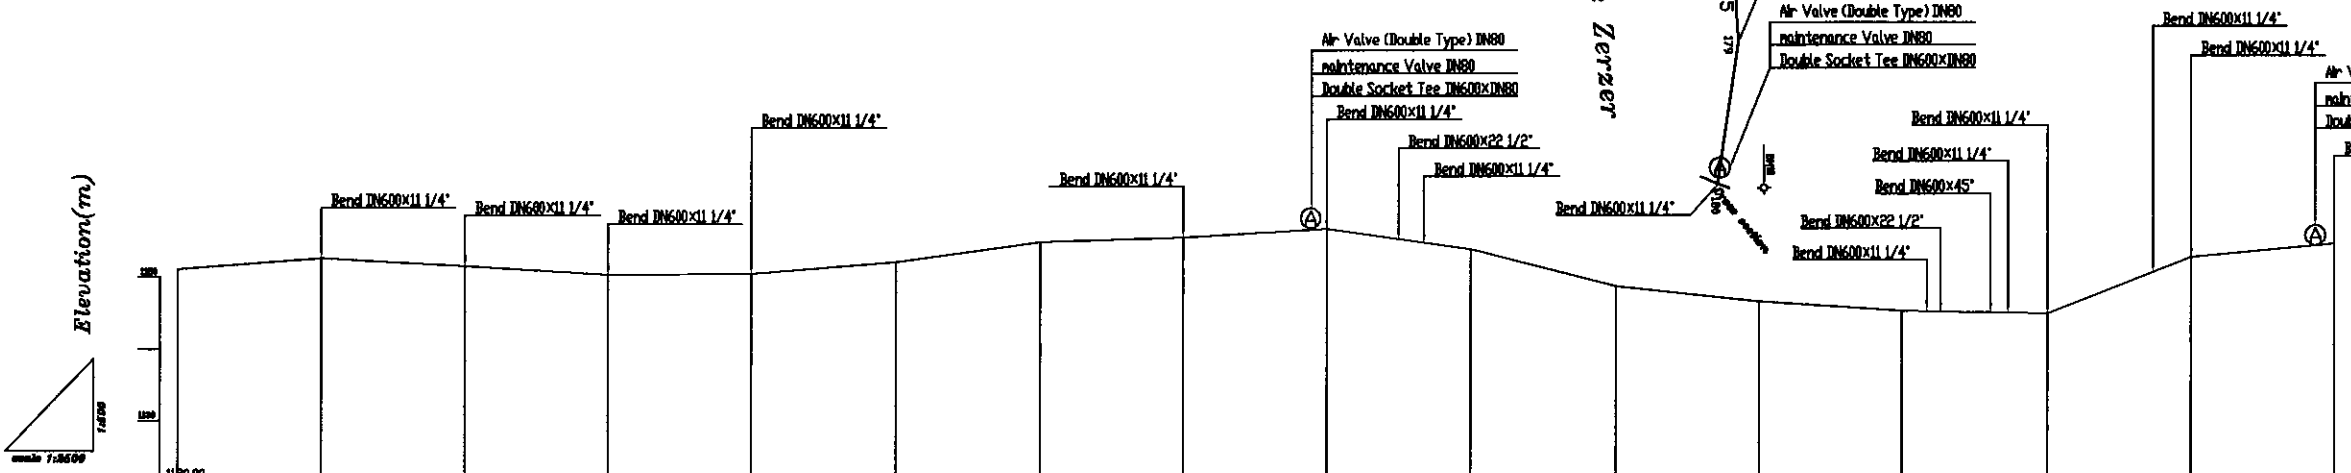 Elevation(m)
scale 1:2500
Bend DN600×11 1/4"
Bend DN600×11 1/4"
Bend DN600×11 1/4"
Bend DN600×11 1/4"
Bend DN600×11 1/4"
Air Valve (Double Type) DN80
maintenance Valve DN80
Double Socket Tee DN600×DN80
Bend DN600×11 1/4"
Bend DN600×22 1/2"
Bend DN600×11 1/4"
A
Zerzer
5
179
Air Valve (Double Type) DN80
maintenance Valve DN80
Double Socket Tee DN600×DN80
A
Bend DN600×11 1/4"
180
Bend DN600×11 1/4"
Bend DN600×11 1/4"
Bend DN600×45"
Bend DN600×22 1/2"
Bend DN600×11 1/4"
Bend DN600×11 1/4"
Bend DN600×11 1/4"
Air
A